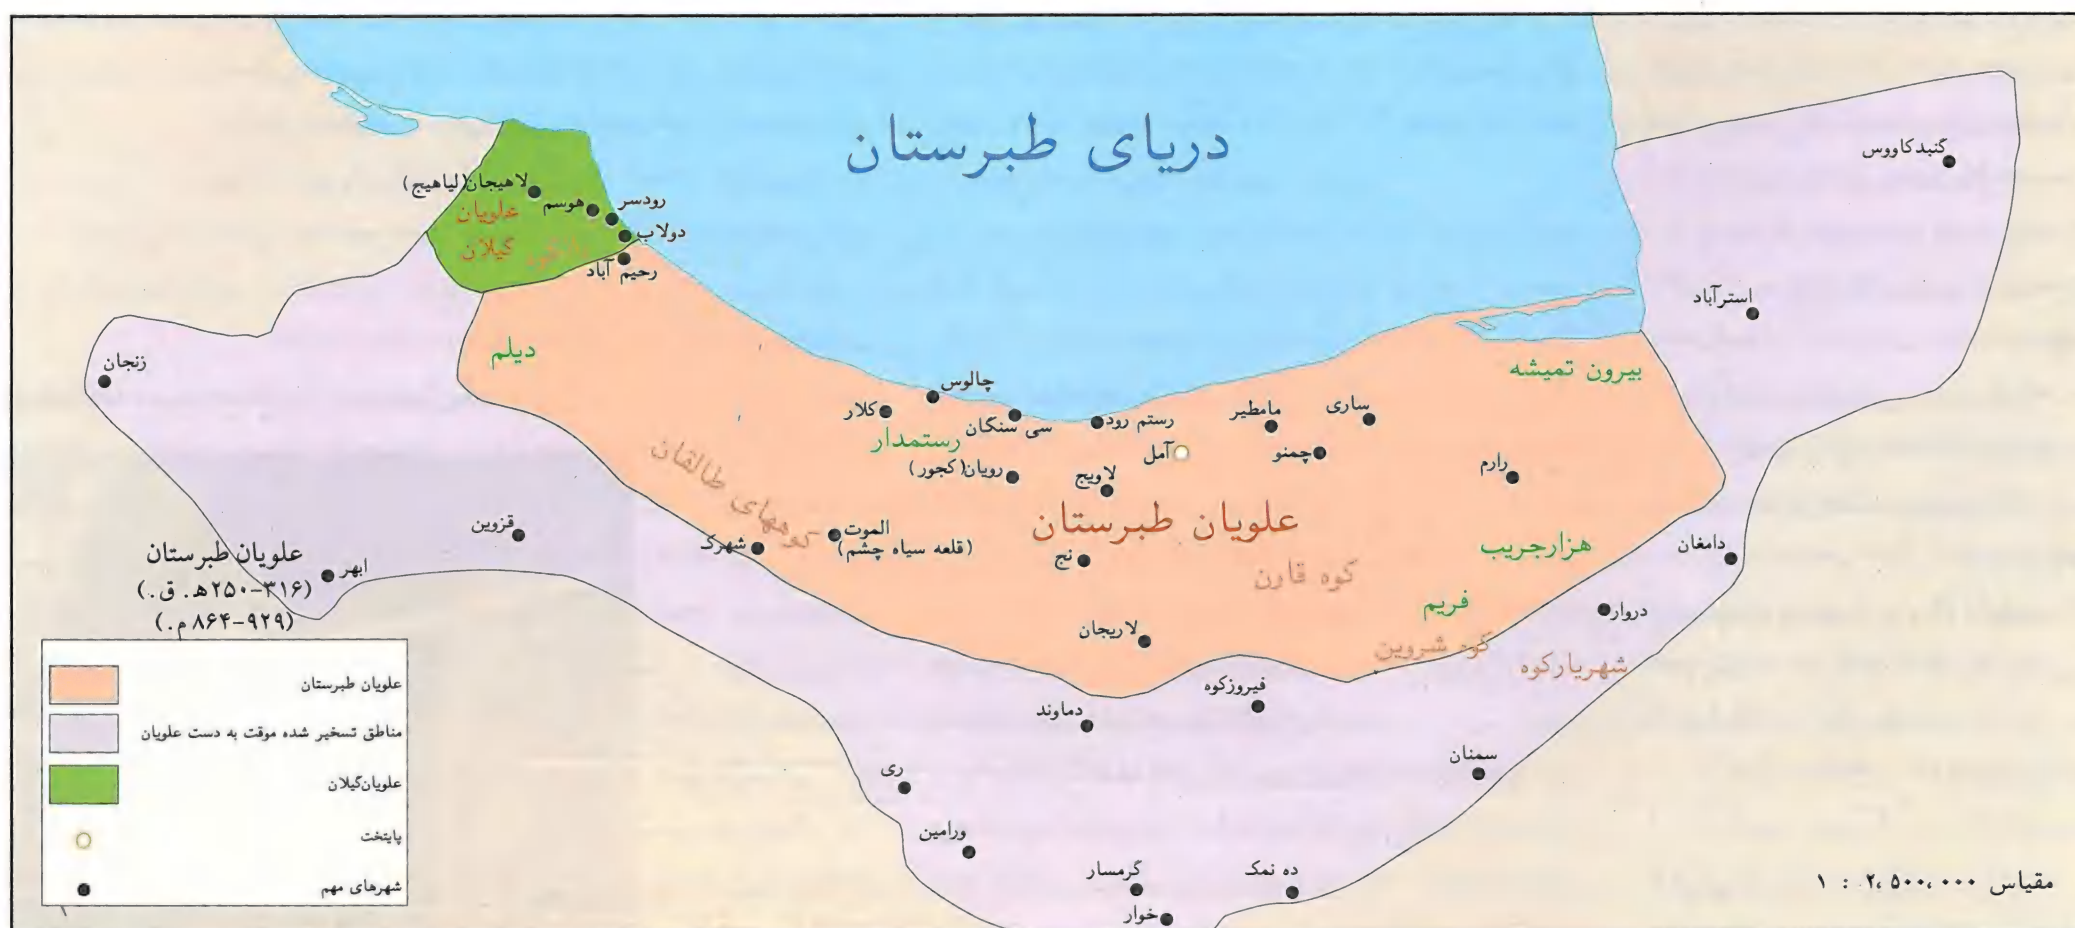 دریای طبرستان
گنبدکاووس
لاهیجان(لیاهیج)
هوسم
رودسر
علویان
گیلان
دولاب
رحیم آباد
استرآباد
دیلم
بیرون تمیشه
زنجان
چالوس
کلار
سی سنگان
رستم رود
مامطیر
ساری
رستمدار
رویان(کجور)
لاویج
آمل
چمنو
رارم
کوههای طالقان
علویان طبرستان
قزوین
شهرک
الموت
(قلعه سیاه چشم)
نج
کوه قارن
هزارجریب
دامغان
فریم
دروار
ابهر
لاریجان
کوه شروین
شهریارکوه
فیروزکوه
دماوند
سمنان
ری
ورامین
گرمسار
ده نمک
خوار
علویان طبرستان
(۲۵۰-۳۱۶ه‍. ق.)
(۸۶۴-۹۲۹م.)
علویان طبرستان
مناطق تسخیر شده موقت به دست علویان
علویان‌گیلان
پایتخت
شهرهای مهم
مقیاس ۲،۵۰۰،۰۰۰ : ۱